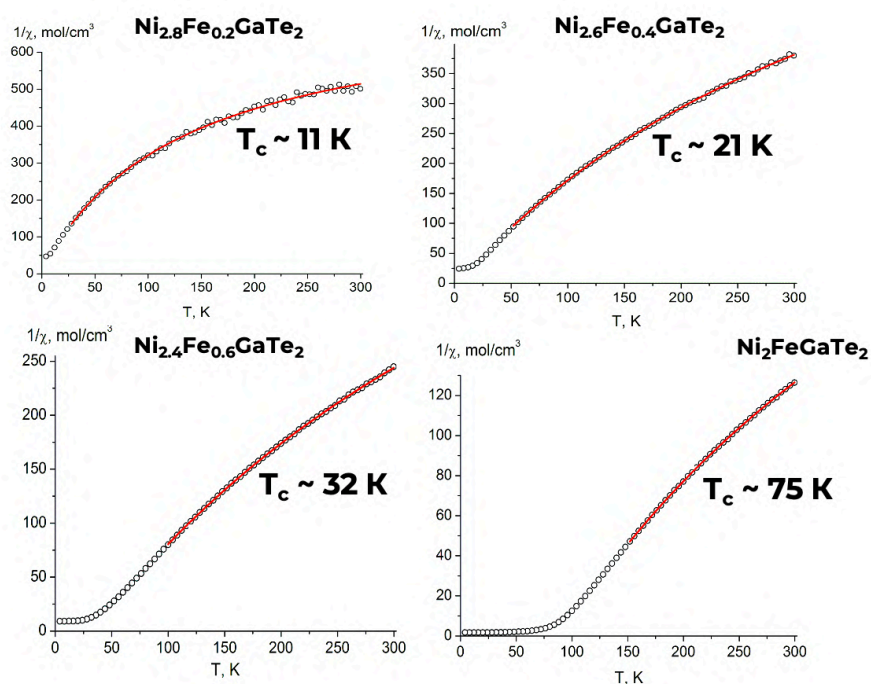 Ni2.8Fe0.2GaTe2
1/χ, mol/cm³
600
500
400
300
200
100
0
Tc ~ 11 K
0 50 100 150 200 250 300
T, K
Ni2.6Fe0.4GaTe2
1/χ, mol/cm³
350
300
250
200
150
100
50
0
Tc ~ 21 K
0 50 100 150 200 250 300
T, K
Ni2.4Fe0.6GaTe2
1/χ, mol/cm³
250
200
150
100
50
0
Tc ~ 32 K
0 50 100 150 200 250 300
T, K
Ni2FeGaTe2
1/χ, mol/cm³
120
100
80
60
40
20
0
Tc ~ 75 K
0 50 100 150 200 250 300
T, K